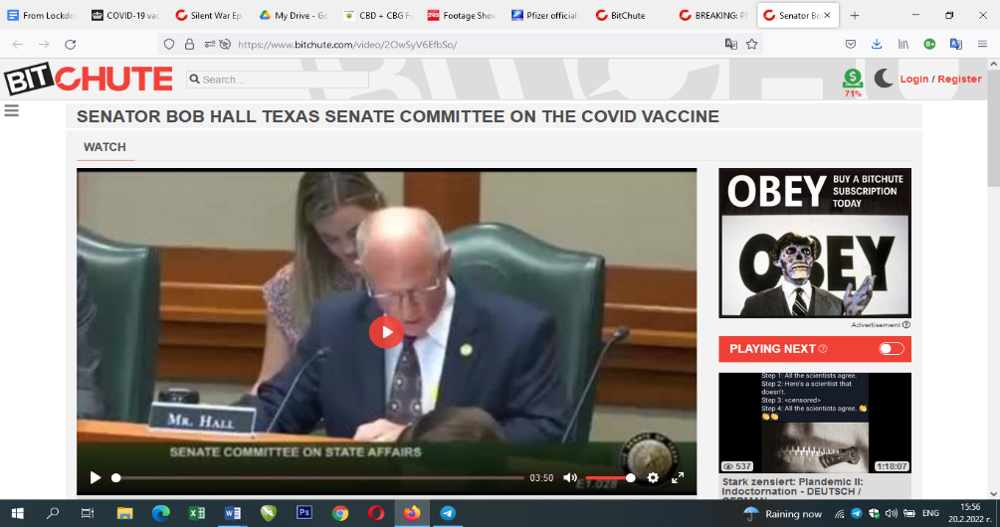 From Lockdo
COVID-19 vac
Silent War Ep.
My Drive - Go
CBD + CBG F
Footage Show
Pfizer official
BitChute
BREAKING: P
Senator Bo
https://www.bitchute.com/video/2OwSyV6EfbSo/
BITCHUTE
Search...
71%
Login / Register
SENATOR BOB HALL TEXAS SENATE COMMITTEE ON THE COVID VACCINE
WATCH
MR. HALL
SENATE COMMITTEE ON STATE AFFAIRS
E1.028
03:50
OBEY
BUY A BITCHUTE
SUBSCRIPTION
TODAY
OBEY
Advertisement
PLAYING NEXT
Step 1: All the scientists agree.
Step 2: Here's a scientist that
doesn't.
Step 3: <censored>
Step 4: All the scientists agree.
537
1:18:07
Stark zensiert: Plandemic II:
Indoctornation - DEUTSCH /
GERMAN
Raining now
ENG
15:56
20.2.2022 г.